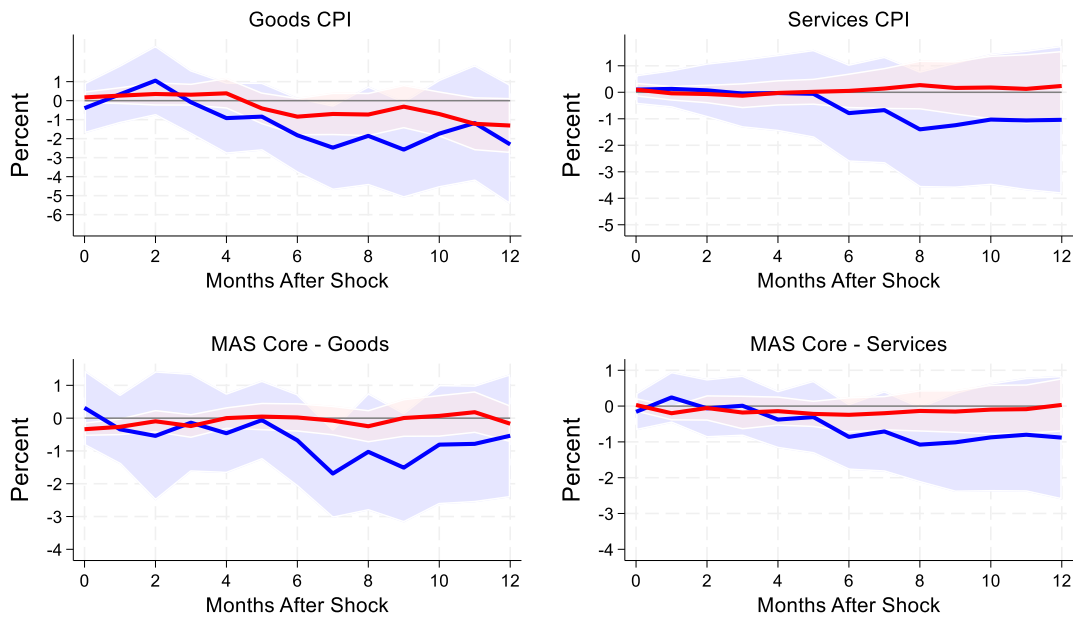 Goods CPI
Percent
1
0
-1
-2
-3
-4
-5
-6
0 2 4 6 8 10 12
Months After Shock
Services CPI
Percent
1
0
-1
-2
-3
-4
-5
0 2 4 6 8 10 12
Months After Shock
MAS Core - Goods
Percent
1
0
-1
-2
-3
-4
0 2 4 6 8 10 12
Months After Shock
MAS Core - Services
Percent
1
0
-1
-2
-3
-4
0 2 4 6 8 10 12
Months After Shock